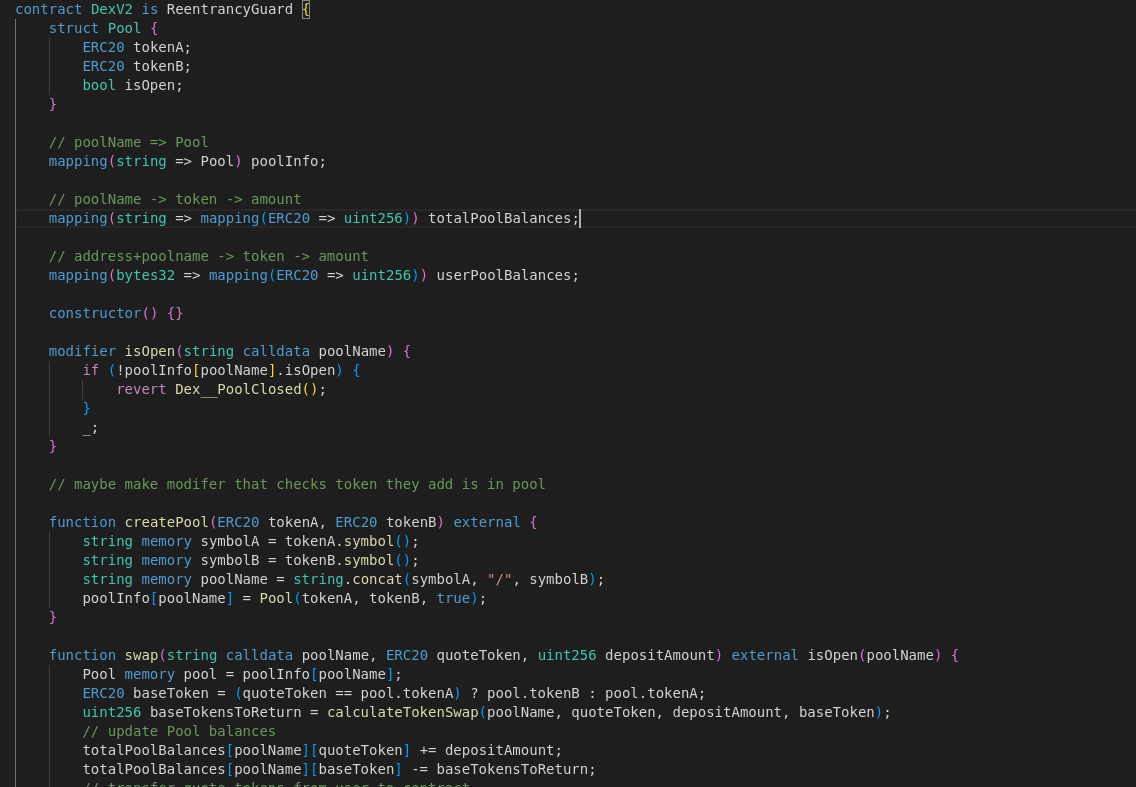 contract DexV2 is ReentrancyGuard {
    struct Pool {
        ERC20 tokenA;
        ERC20 tokenB;
        bool isOpen;
    }

    // poolName => Pool
    mapping(string => Pool) poolInfo;

    // poolName -> token -> amount
    mapping(string => mapping(ERC20 => uint256)) totalPoolBalances;

    // address+poolname -> token -> amount
    mapping(bytes32 => mapping(ERC20 => uint256)) userPoolBalances;

    constructor() {}

    modifier isOpen(string calldata poolName) {
        if (!poolInfo[poolName].isOpen) {
            revert Dex__PoolClosed();
        }
        _;
    }

    // maybe make modifer that checks token they add is in pool

    function createPool(ERC20 tokenA, ERC20 tokenB) external {
        string memory symbolA = tokenA.symbol();
        string memory symbolB = tokenB.symbol();
        string memory poolName = string.concat(symbolA, "/", symbolB);
        poolInfo[poolName] = Pool(tokenA, tokenB, true);
    }

    function swap(string calldata poolName, ERC20 quoteToken, uint256 depositAmount) external isOpen(poolName) {
        Pool memory pool = poolInfo[poolName];
        ERC20 baseToken = (quoteToken == pool.tokenA) ? pool.tokenB : pool.tokenA;
        uint256 baseTokensToReturn = calculateTokenSwap(poolName, quoteToken, depositAmount, baseToken);
        // update Pool balances
        totalPoolBalances[poolName][quoteToken] += depositAmount;
        totalPoolBalances[poolName][baseToken] -= baseTokensToReturn;
        // transfer quote tokens from user to contract